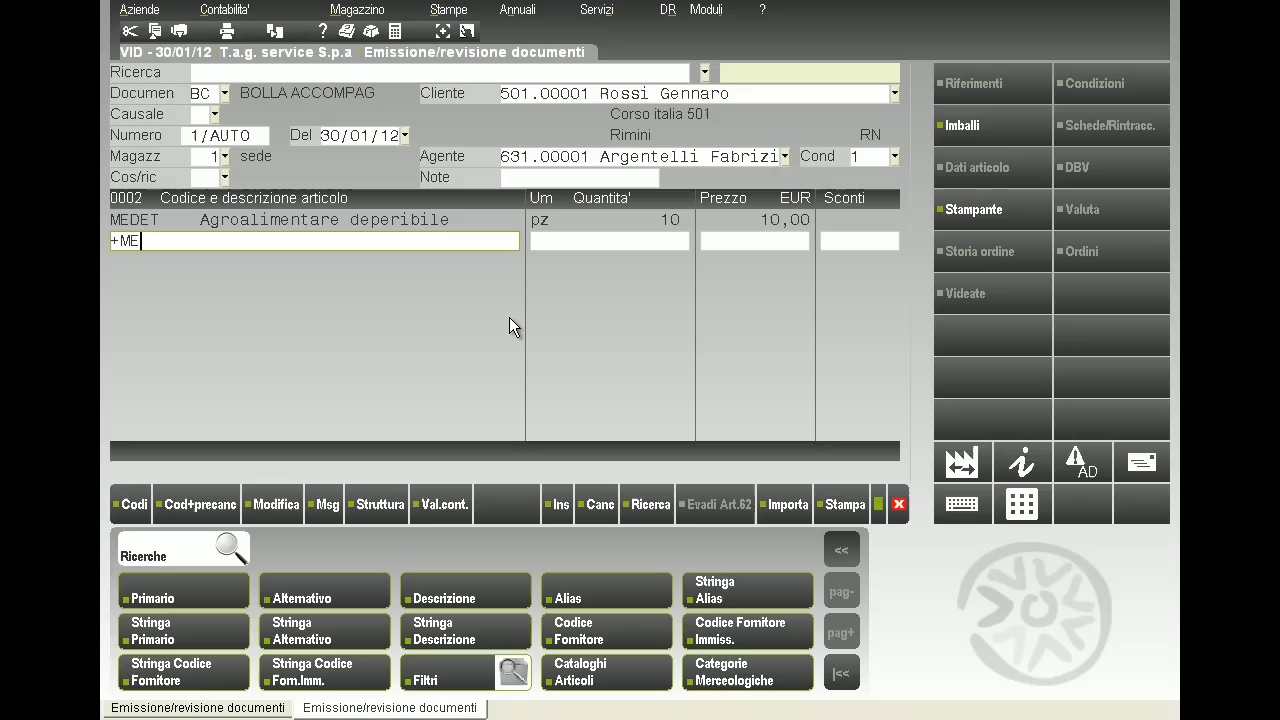 Aziende Contabilita' Magazzino Stampe Annuali Servizi DR Moduli ?
VID - 30/01/12 T.a.g. service S.p.a Emissione/revisione documenti
Ricerca
Documen BC BOLLA ACCOMPAG Cliente 501.00001 Rossi Gennaro
Causale Corso italia 501
Numero 1/AUTO Del 30/01/12 Rimini RN
Magazz 1 sede Agente 631.00001 Argentelli Fabrizi Cond 1
Cos/ric Note
0002 Codice e descrizione articolo Um Quantita' Prezzo EUR Sconti
MEDET Agroalimentare deperibile pz 10 10,00
+ME
Riferimenti Condizioni
Imballi Schede/Rintracc.
Dati articolo DBV
Stampante Valuta
Storia ordine Ordini
Videate
AD
Codi Cod+precanc Modifica Msg Struttura Val.cont. Ins Canc Ricerca Evadi Art.62 Importa Stampa
Ricerche <<
Primario Alternativo Descrizione Alias Stringa Alias pag-
Stringa Primario Stringa Alternativo Stringa Descrizione Codice Fornitore Codice Fornitore Immiss. pag+
Stringa Codice Fornitore Stringa Codice Forn.Imm. Filtri Cataloghi Articoli Categorie Merceologiche |<<
Emissione/revisione documenti Emissione/revisione documenti